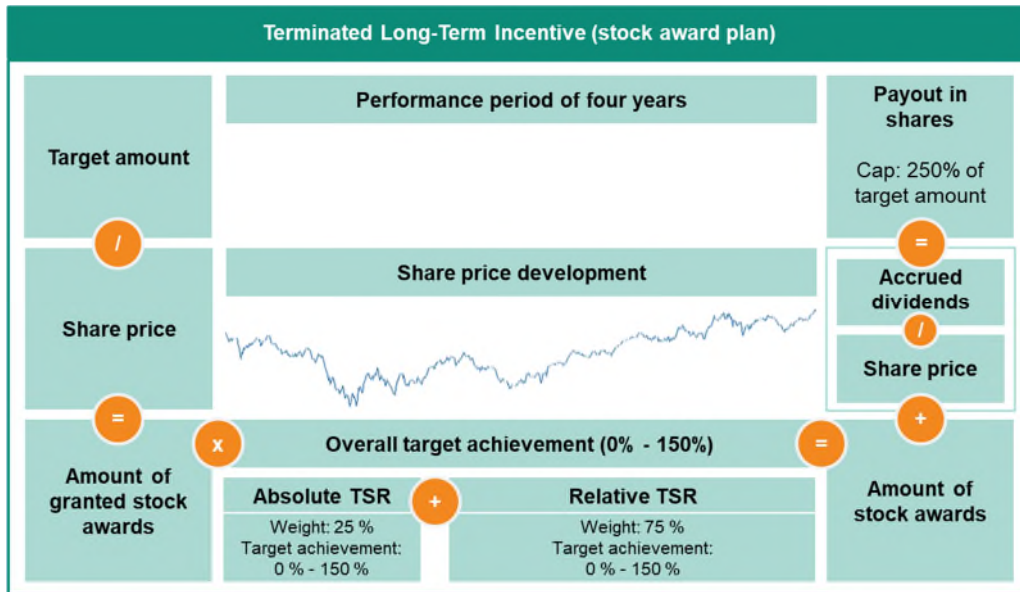 Terminated Long-Term Incentive (stock award plan)
Target amount
/
Share price
=
Amount of
granted stock
awards
x
Performance period of four years
Share price development
Overall target achievement (0% - 150%)
Absolute TSR
Weight: 25 %
Target achievement:
0 % - 150 %
+
Relative TSR
Weight: 75 %
Target achievement:
0 % - 150 %
=
Payout in
shares
Cap: 250% of
target amount
=
Accrued
dividends
/
Share price
+
Amount of
stock awards